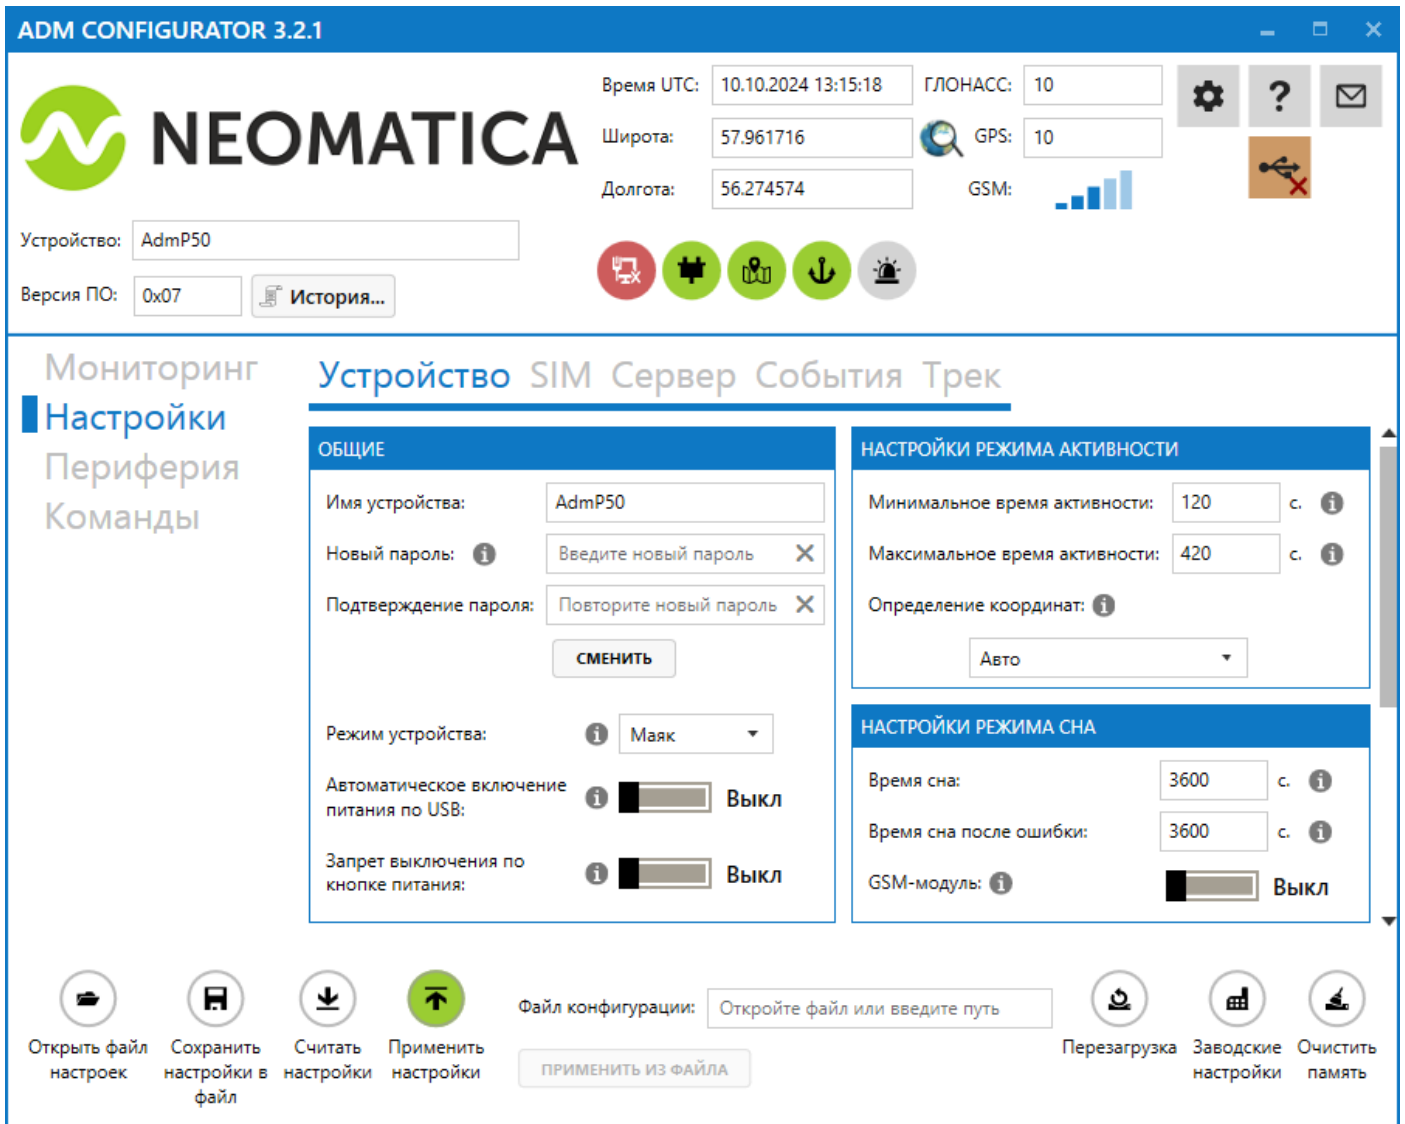 ADM CONFIGURATOR 3.2.1
NEOMATICA
Время UTC: 10.10.2024 13:15:18 ГЛОНАСС: 10
Широта: 57.961716 GPS: 10
Долгота: 56.274574 GSM:
Устройство: AdmP50
Версия ПО: 0x07 История...
Мониторинг
Настройки
Периферия
Команды
Устройство SIM Сервер События Трек
ОБЩИЕ
Имя устройства: AdmP50
Новый пароль: Введите новый пароль
Подтверждение пароля: Повторите новый пароль
СМЕНИТЬ
Режим устройства: Маяк
Автоматическое включение
питания по USB: Выкл
Запрет выключения по
кнопке питания: Выкл
НАСТРОЙКИ РЕЖИМА АКТИВНОСТИ
Минимальное время активности: 120 с.
Максимальное время активности: 420 с.
Определение координат:
Авто
НАСТРОЙКИ РЕЖИМА СНА
Время сна: 3600 с.
Время сна после ошибки: 3600 с.
GSM-модуль: Выкл
Открыть файл
настроек
Сохранить
настройки в
файл
Считать
настройки
Применить
настройки
Файл конфигурации: Откройте файл или введите путь
ПРИМЕНИТЬ ИЗ ФАЙЛА
Перезагрузка
Заводские
настройки
Очистить
память